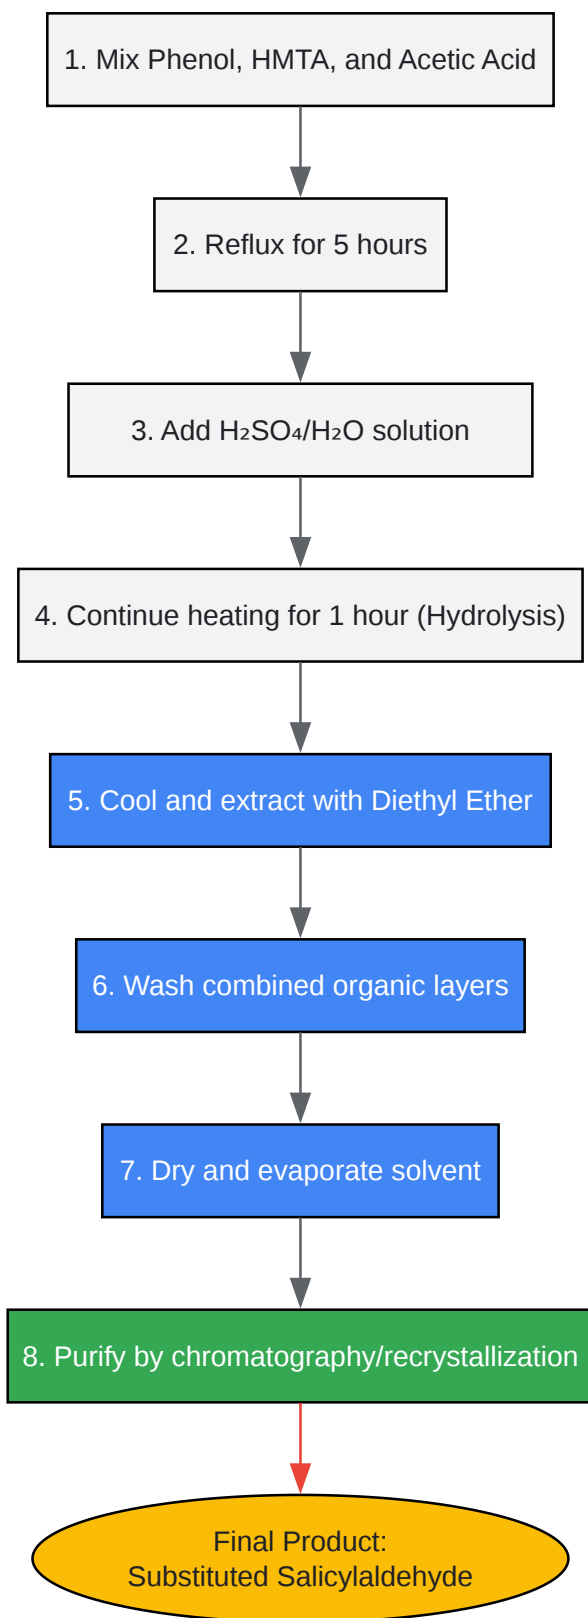 1. Mix Phenol, HMTA, and Acetic Acid
2. Reflux for 5 hours
3. Add H₂SO₄/H₂O solution
4. Continue heating for 1 hour (Hydrolysis)
5. Cool and extract with Diethyl Ether
6. Wash combined organic layers
7. Dry and evaporate solvent
8. Purify by chromatography/recrystallization
Final Product:
Substituted Salicylaldehyde